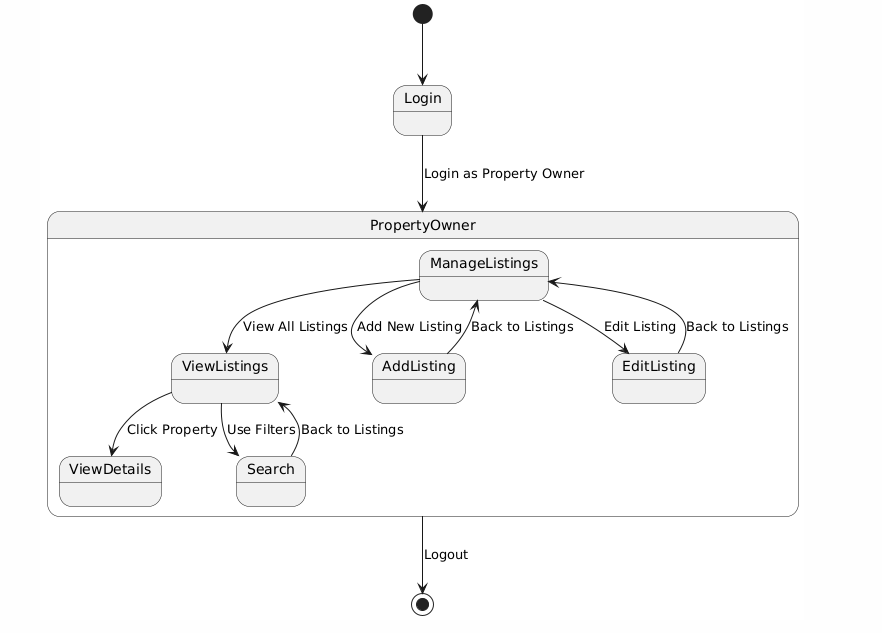 Login
Login as Property Owner
PropertyOwner
ManageListings
View All Listings
Add New Listing
Back to Listings
Edit Listing
Back to Listings
ViewListings
AddListing
EditListing
Click Property
Use Filters
Back to Listings
ViewDetails
Search
Logout